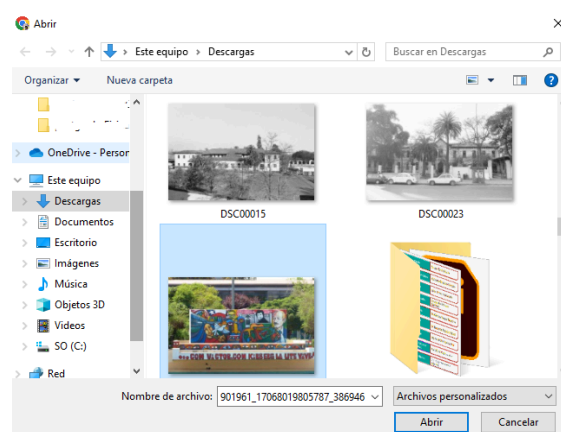 Abrir
Este equipo > Descargas
Buscar en Descargas
Organizar
Nueva carpeta
OneDrive - Person
Este equipo
Descargas
Documentos
Escritorio
Imágenes
Música
Objetos 3D
Videos
SO (C:)
Red
DSC00015
DSC00023
Nombre de archivo: 901961_17068019805787_386946
Archivos personalizados
Abrir
Cancelar